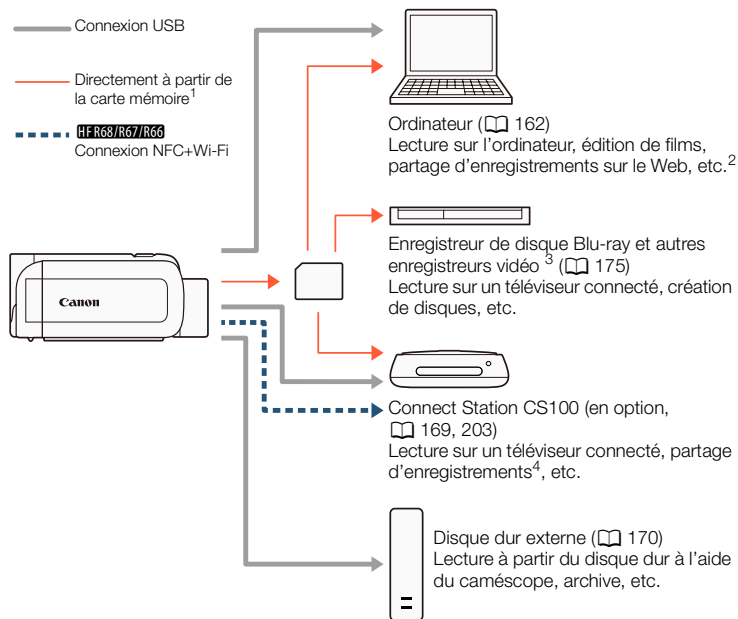 Connexion USB
Directement à partir de
la carte mémoire1
HF R68/R67/R66
Connexion NFC+Wi-Fi
Canon
Ordinateur (162)
Lecture sur l'ordinateur, édition de films,
partage d'enregistrements sur le Web, etc.2
Enregistreur de disque Blu-ray et autres
enregistreurs vidéo 3 (175)
Lecture sur un téléviseur connecté, création
de disques, etc.
Connect Station CS100 (en option,
169, 203)
Lecture sur un téléviseur connecté, partage
d'enregistrements4, etc.
Disque dur externe (170)
Lecture à partir du disque dur à l'aide
du caméscope, archive, etc.